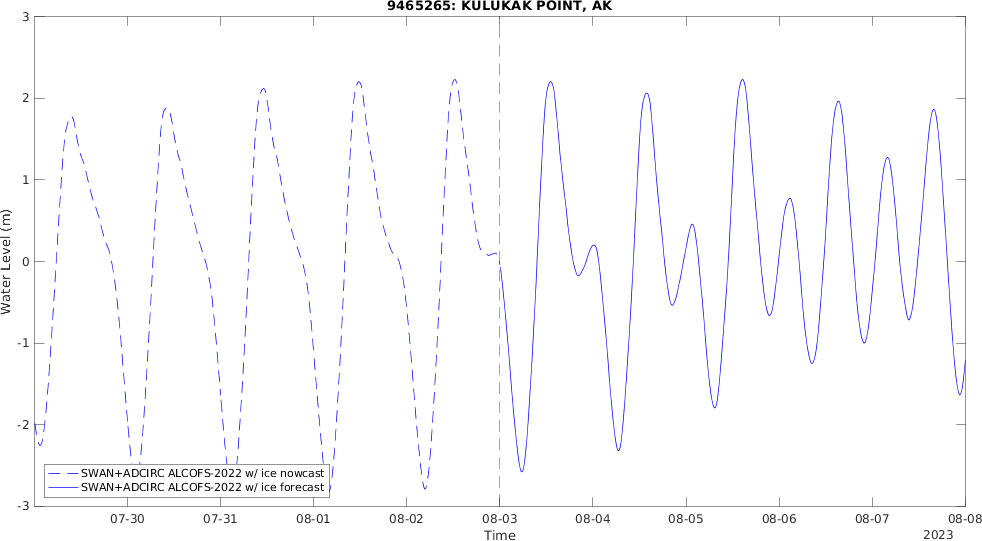 9465265: KULUKAK POINT, AK
3
2
1
0
-1
-2
-3
Water Level (m)
SWAN+ADCIRC ALCOFS-2022 w/ ice nowcast
SWAN+ADCIRC ALCOFS-2022 w/ ice forecast
07-30 07-31 08-01 08-02 08-03 08-04 08-05 08-06 08-07 08-08
Time
2023